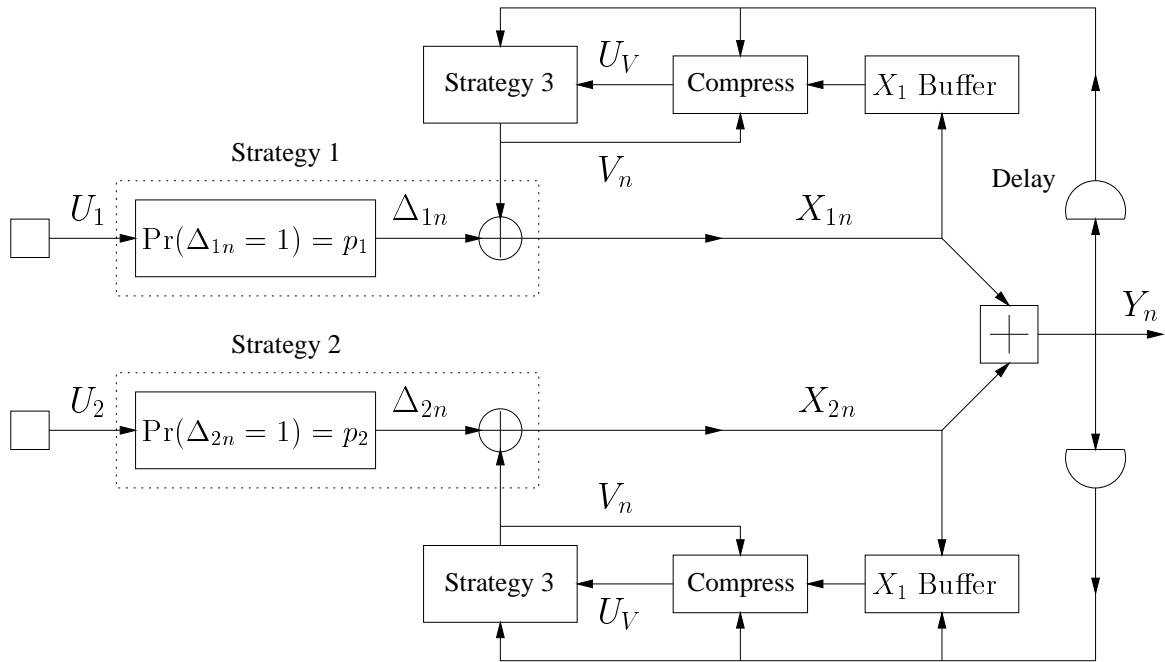 Strategy 3
U_V
Compress
X_1 Buffer
V_n
Strategy 1
Delay
U_1
Pr(Δ_{1n} = 1) = p_1
Δ_{1n}
X_{1n}
Y_n
Strategy 2
U_2
Pr(Δ_{2n} = 1) = p_2
Δ_{2n}
X_{2n}
V_n
Strategy 3
U_V
Compress
X_1 Buffer